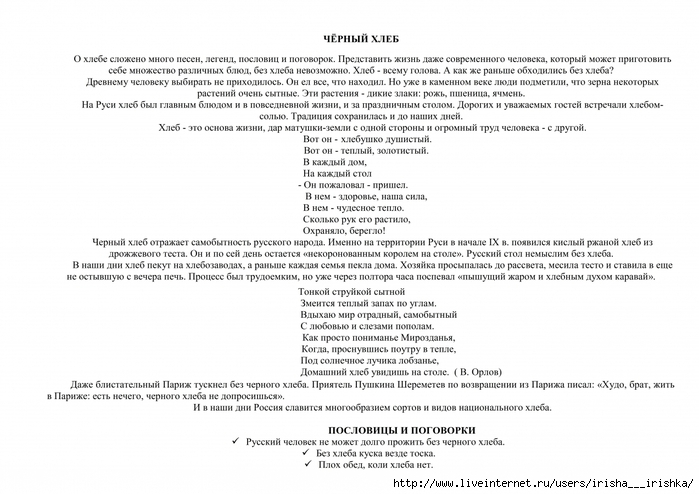 ЧЁРНЫЙ ХЛЕБ
О хлебе сложено много песен, легенд, пословиц и поговорок. Представить жизнь даже современного человека, который может приготовить
себе множество различных блюд, без хлеба невозможно. Хлеб - всему голова. А как же раньше обходились без хлеба?
Древнему человеку выбирать не приходилось. Он ел все, что находил. Но уже в каменном веке люди подметили, что зерна некоторых
растений очень сытные. Эти растения - дикие злаки: рожь, пшеница, ячмень.
На Руси хлеб был главным блюдом и в повседневной жизни, и за праздничным столом. Дорогих и уважаемых гостей встречали хлебом-
солью. Традиция сохранилась и до наших дней.
Хлеб - это основа жизни, дар матушки-земли с одной стороны и огромный труд человека - с другой.
Вот он - хлебушко душистый.
Вот он - теплый, золотистый.
В каждый дом,
На каждый стол
- Он пожаловал - пришел.
В нем - здоровье, наша сила,
В нем - чудесное тепло.
Сколько рук его растило,
Охраняло, берегло!
Черный хлеб отражает самобытность русского народа. Именно на территории Руси в начале IX в. появился кислый ржаной хлеб из
дрожжевого теста. Он и по сей день остается «некоронованным королем на столе». Русский стол немыслим без хлеба.
В наши дни хлеб пекут на хлебозаводах, а раньше каждая семья пекла дома. Хозяйка просыпалась до рассвета, месила тесто и ставила в еще
не остывшую с вечера печь. Процесс был трудоемким, но уже через полтора часа поспевал «пышущий жаром и хлебным духом каравай».
Тонкой струйкой сытной
Змеится теплый запах по углам.
Вдыхаю мир отрадный, самобытный
С любовью и слезами пополам.
Как просто пониманье Мирозданья,
Когда, проснувшись поутру в тепле,
Под солнечное лучика лобзанье,
Домашний хлеб увидишь на столе. ( В. Орлов)
Даже блистательный Париж тускнел без черного хлеба. Приятель Пушкина Шереметев по возвращении из Парижа писал: «Худо, брат, жить
в Париже: есть нечего, черного хлеба не допросишься».
И в наши дни Россия славится многообразием сортов и видов национального хлеба.
ПОСЛОВИЦЫ И ПОГОВОРКИ
✓ Русский человек не может долго прожить без черного хлеба.
✓ Без хлеба куска везде тоска.
✓ Плох обед, коли хлеба нет.
http://www.liveinternet.ru/users/irisha___irishka/